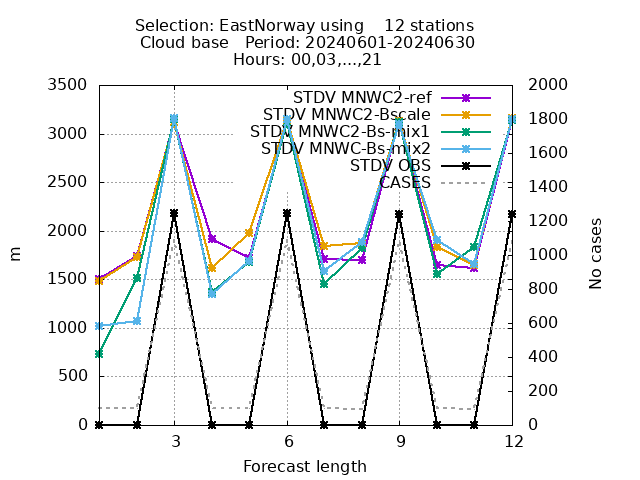 Selection: EastNorway using 12 stations
Cloud base Period: 20240601-20240630
Hours: 00,03,...,21
3500
3000
2500
2000
1500
1000
500
0
m
2000
1800
1600
1400
1200
1000
800
600
400
200
0
No cases
STDV MNWC2-ref
STDV MNWC2-Bscale
STDV MNWC2-Bs-mix1
STDV MNWC-Bs-mix2
STDV OBS
CASES
3 6 9 12
Forecast length